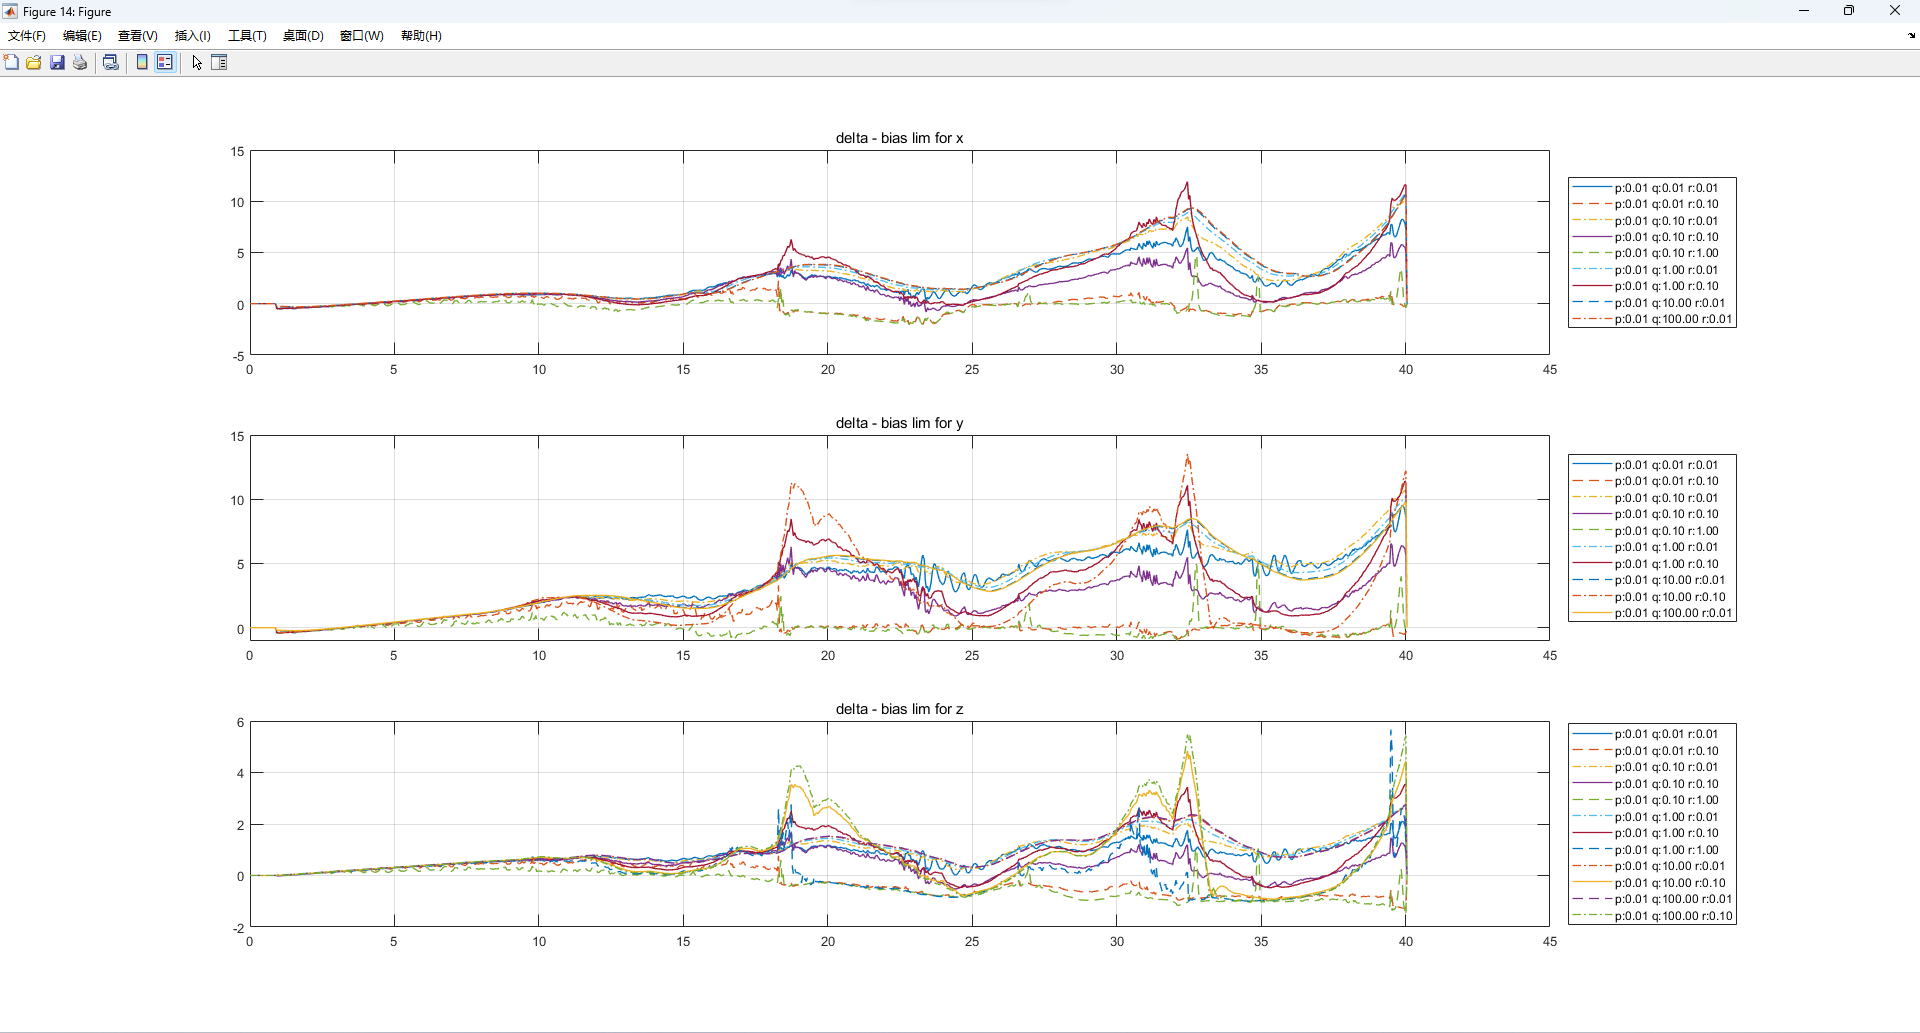 Figure 14: Figure
文件(F) 编辑(E) 查看(V) 插入(I) 工具(T) 桌面(D) 窗口(W) 帮助(H)
delta - bias lim for x
15
10
5
0
-5
0 5 10 15 20 25 30 35 40 45
p:0.01 q:0.01 r:0.01
p:0.01 q:0.01 r:0.10
p:0.01 q:0.10 r:0.01
p:0.01 q:0.10 r:0.10
p:0.01 q:0.10 r:1.00
p:0.01 q:1.00 r:0.01
p:0.01 q:1.00 r:0.10
p:0.01 q:10.00 r:0.01
p:0.01 q:100.00 r:0.01
delta - bias lim for y
15
10
5
0
0 5 10 15 20 25 30 35 40 45
p:0.01 q:0.01 r:0.01
p:0.01 q:0.01 r:0.10
p:0.01 q:0.10 r:0.01
p:0.01 q:0.10 r:0.10
p:0.01 q:0.10 r:1.00
p:0.01 q:1.00 r:0.01
p:0.01 q:1.00 r:0.10
p:0.01 q:10.00 r:0.01
p:0.01 q:10.00 r:0.10
p:0.01 q:100.00 r:0.01
delta - bias lim for z
6
4
2
0
-2
0 5 10 15 20 25 30 35 40 45
p:0.01 q:0.01 r:0.01
p:0.01 q:0.01 r:0.10
p:0.01 q:0.10 r:0.01
p:0.01 q:0.10 r:0.10
p:0.01 q:0.10 r:1.00
p:0.01 q:1.00 r:0.01
p:0.01 q:1.00 r:0.10
p:0.01 q:1.00 r:1.00
p:0.01 q:10.00 r:0.01
p:0.01 q:10.00 r:0.10
p:0.01 q:100.00 r:0.01
p:0.01 q:100.00 r:0.10